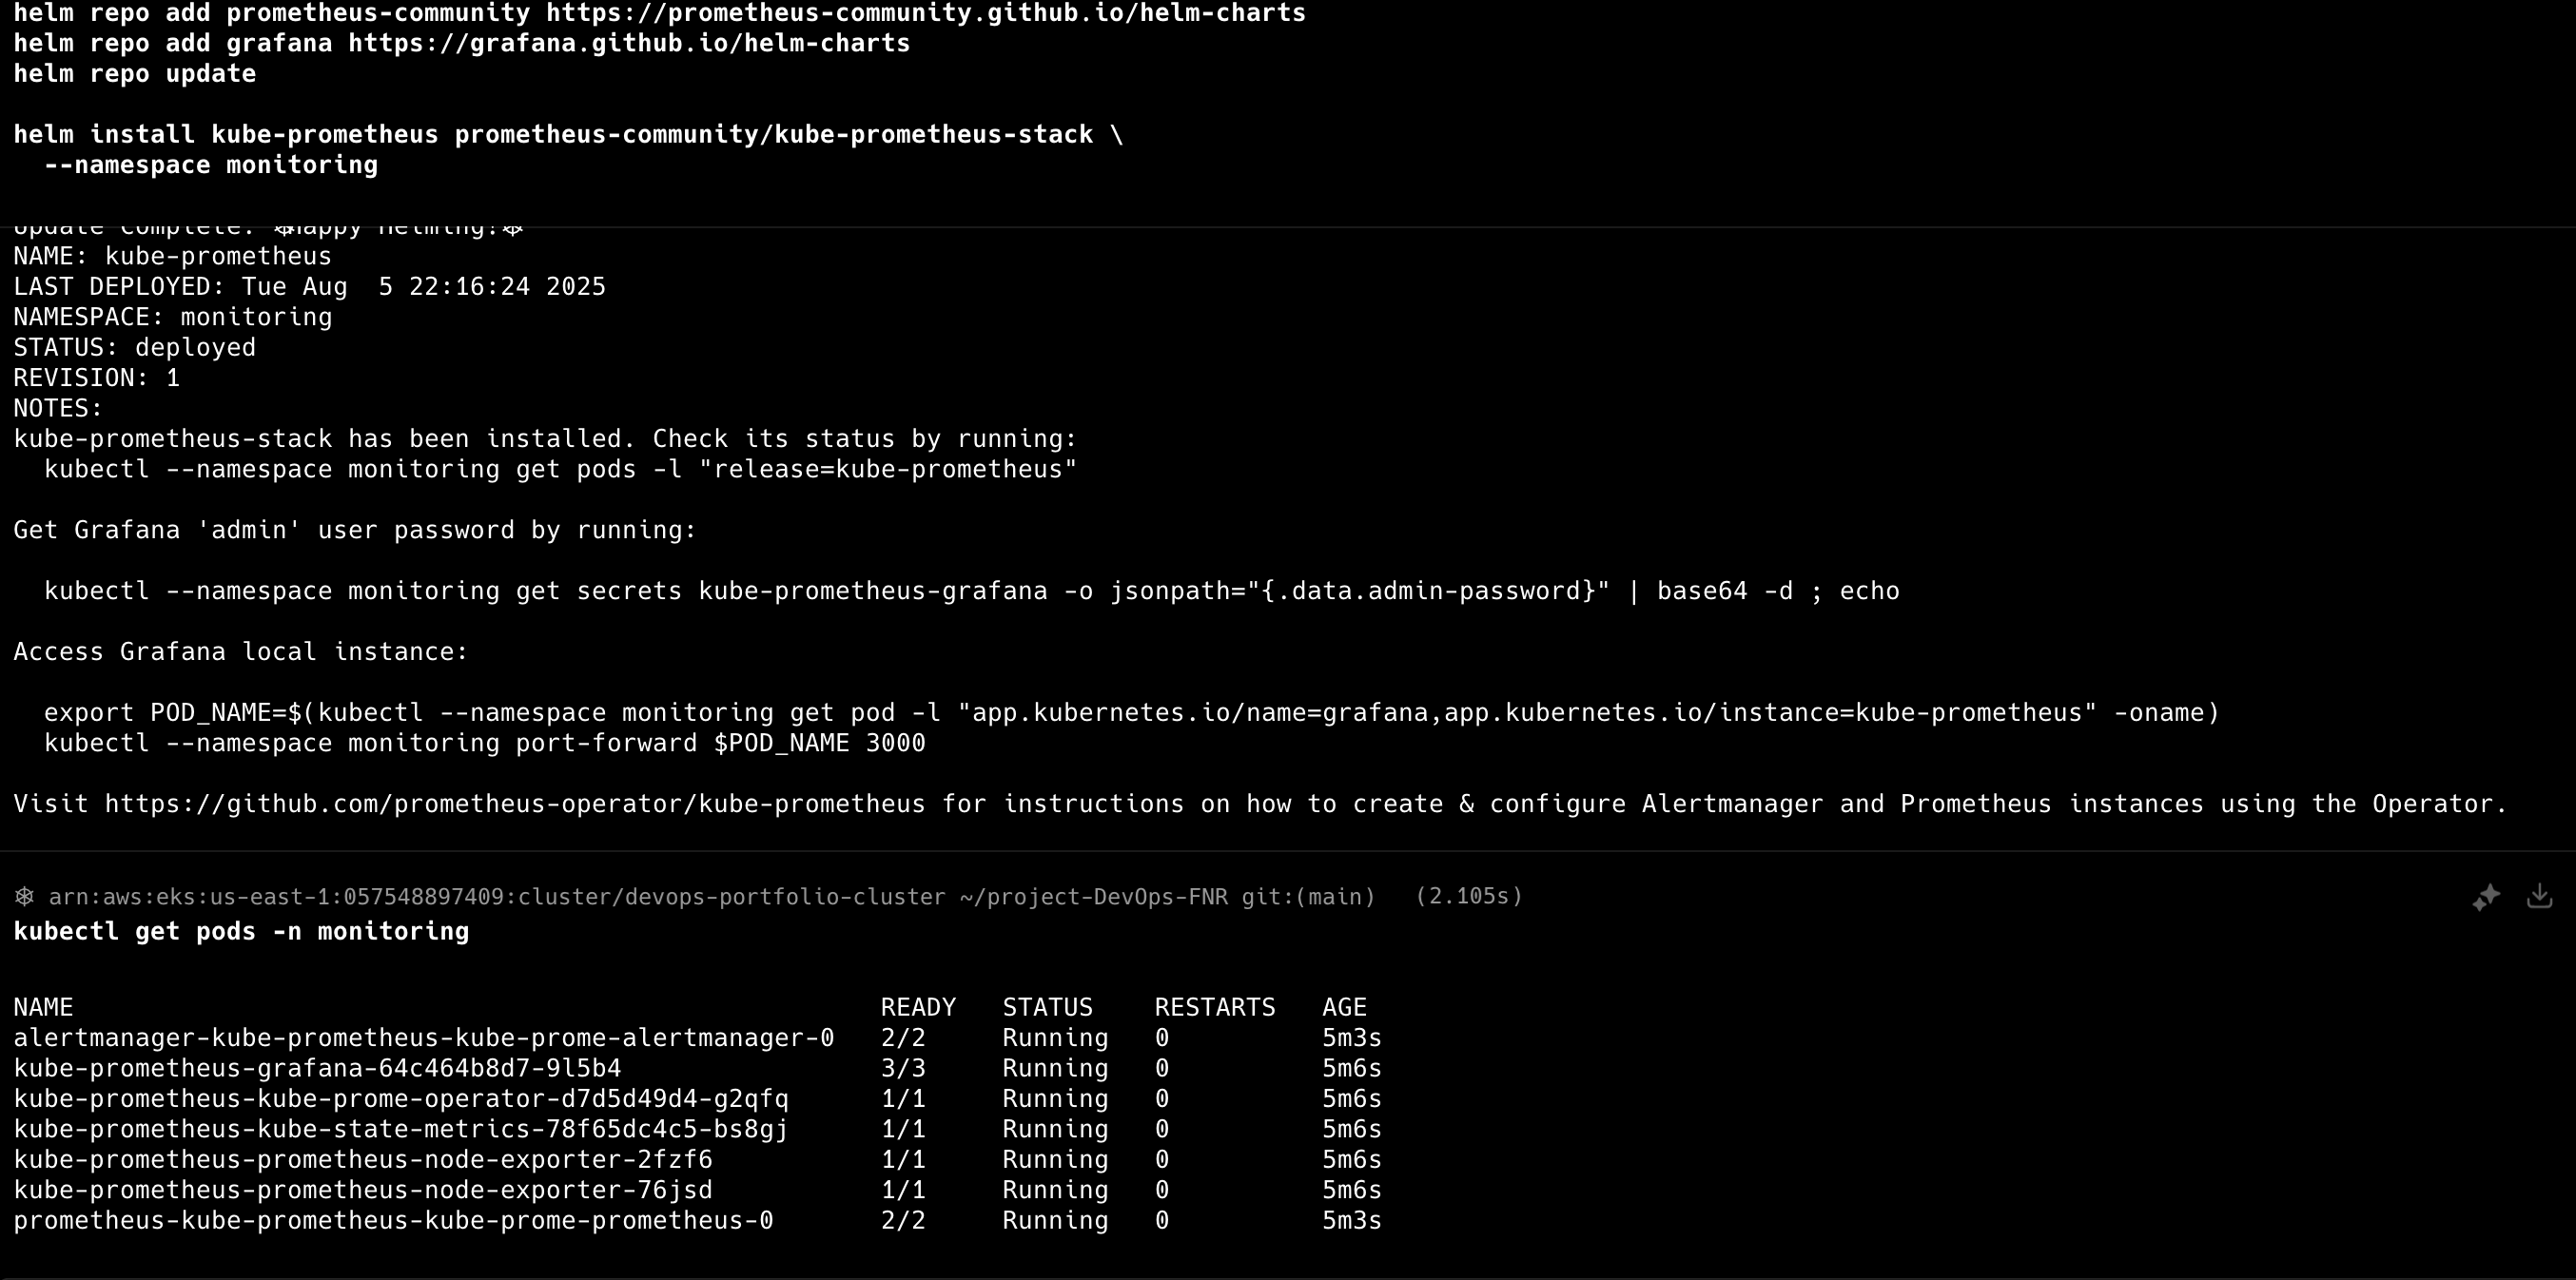 helm repo add prometheus-community https://prometheus-community.github.io/helm-charts
helm repo add grafana https://grafana.github.io/helm-charts
helm repo update
helm install kube-prometheus prometheus-community/kube-prometheus-stack \
  --namespace monitoring
Update Complete. ⎈Happy Helming!⎈
NAME: kube-prometheus
LAST DEPLOYED: Tue Aug  5 22:16:24 2025
NAMESPACE: monitoring
STATUS: deployed
REVISION: 1
NOTES:
kube-prometheus-stack has been installed. Check its status by running:
  kubectl --namespace monitoring get pods -l "release=kube-prometheus"
Get Grafana 'admin' user password by running:
  kubectl --namespace monitoring get secrets kube-prometheus-grafana -o jsonpath="{.data.admin-password}" | base64 -d ; echo
Access Grafana local instance:
  export POD_NAME=$(kubectl --namespace monitoring get pod -l "app.kubernetes.io/name=grafana,app.kubernetes.io/instance=kube-prometheus" -oname)
  kubectl --namespace monitoring port-forward $POD_NAME 3000
Visit https://github.com/prometheus-operator/kube-prometheus for instructions on how to create & configure Alertmanager and Prometheus instances using the Operator.
⎈ arn:aws:eks:us-east-1:057548897409:cluster/devops-portfolio-cluster ~/project-DevOps-FNR git:(main) (2.105s)
kubectl get pods -n monitoring
NAME READY STATUS RESTARTS AGE
alertmanager-kube-prometheus-kube-prome-alertmanager-0 2/2 Running 0 5m3s
kube-prometheus-grafana-64c464b8d7-9l5b4 3/3 Running 0 5m6s
kube-prometheus-kube-prome-operator-d7d5d49d4-g2qfq 1/1 Running 0 5m6s
kube-prometheus-kube-state-metrics-78f65dc4c5-bs8gj 1/1 Running 0 5m6s
kube-prometheus-prometheus-node-exporter-2fzf6 1/1 Running 0 5m6s
kube-prometheus-prometheus-node-exporter-76jsd 1/1 Running 0 5m6s
prometheus-kube-prometheus-kube-prome-prometheus-0 2/2 Running 0 5m3s